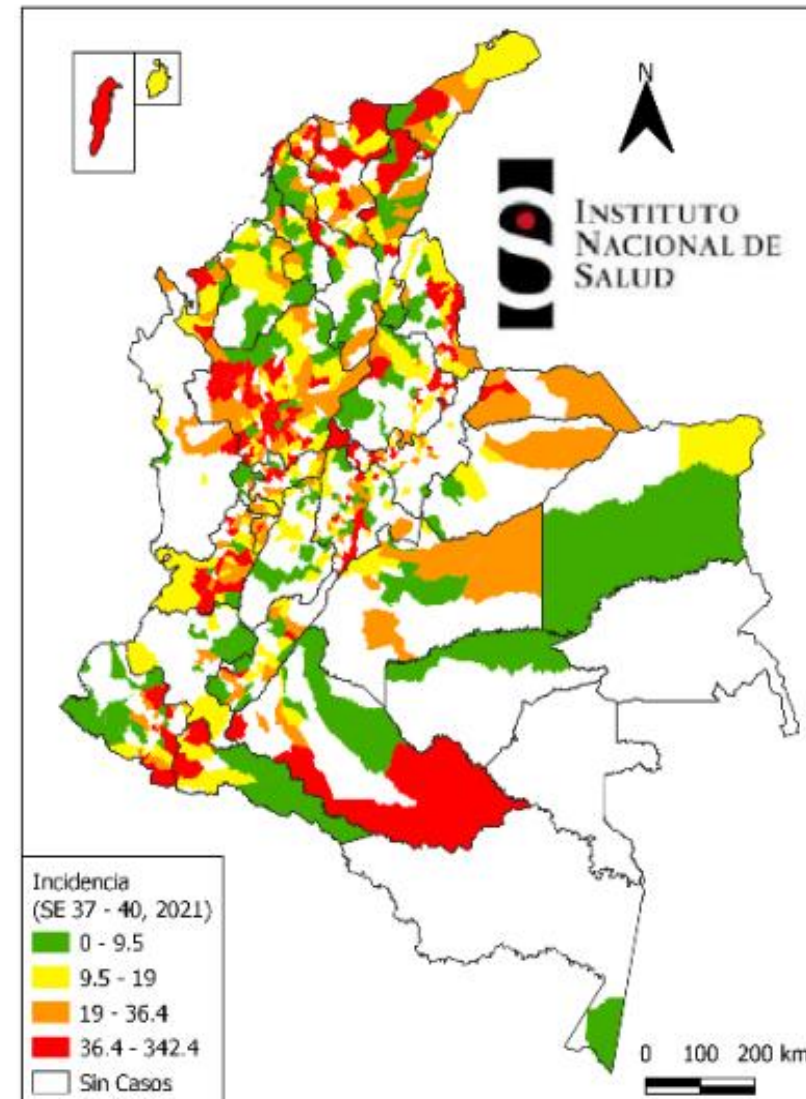 N
INSTITUTO
NACIONAL DE
SALUD
Incidencia
(SE 37 - 40, 2021)
0 - 9.5
9.5 - 19
19 - 36.4
36.4 - 342.4
Sin Casos
0 100 200 km